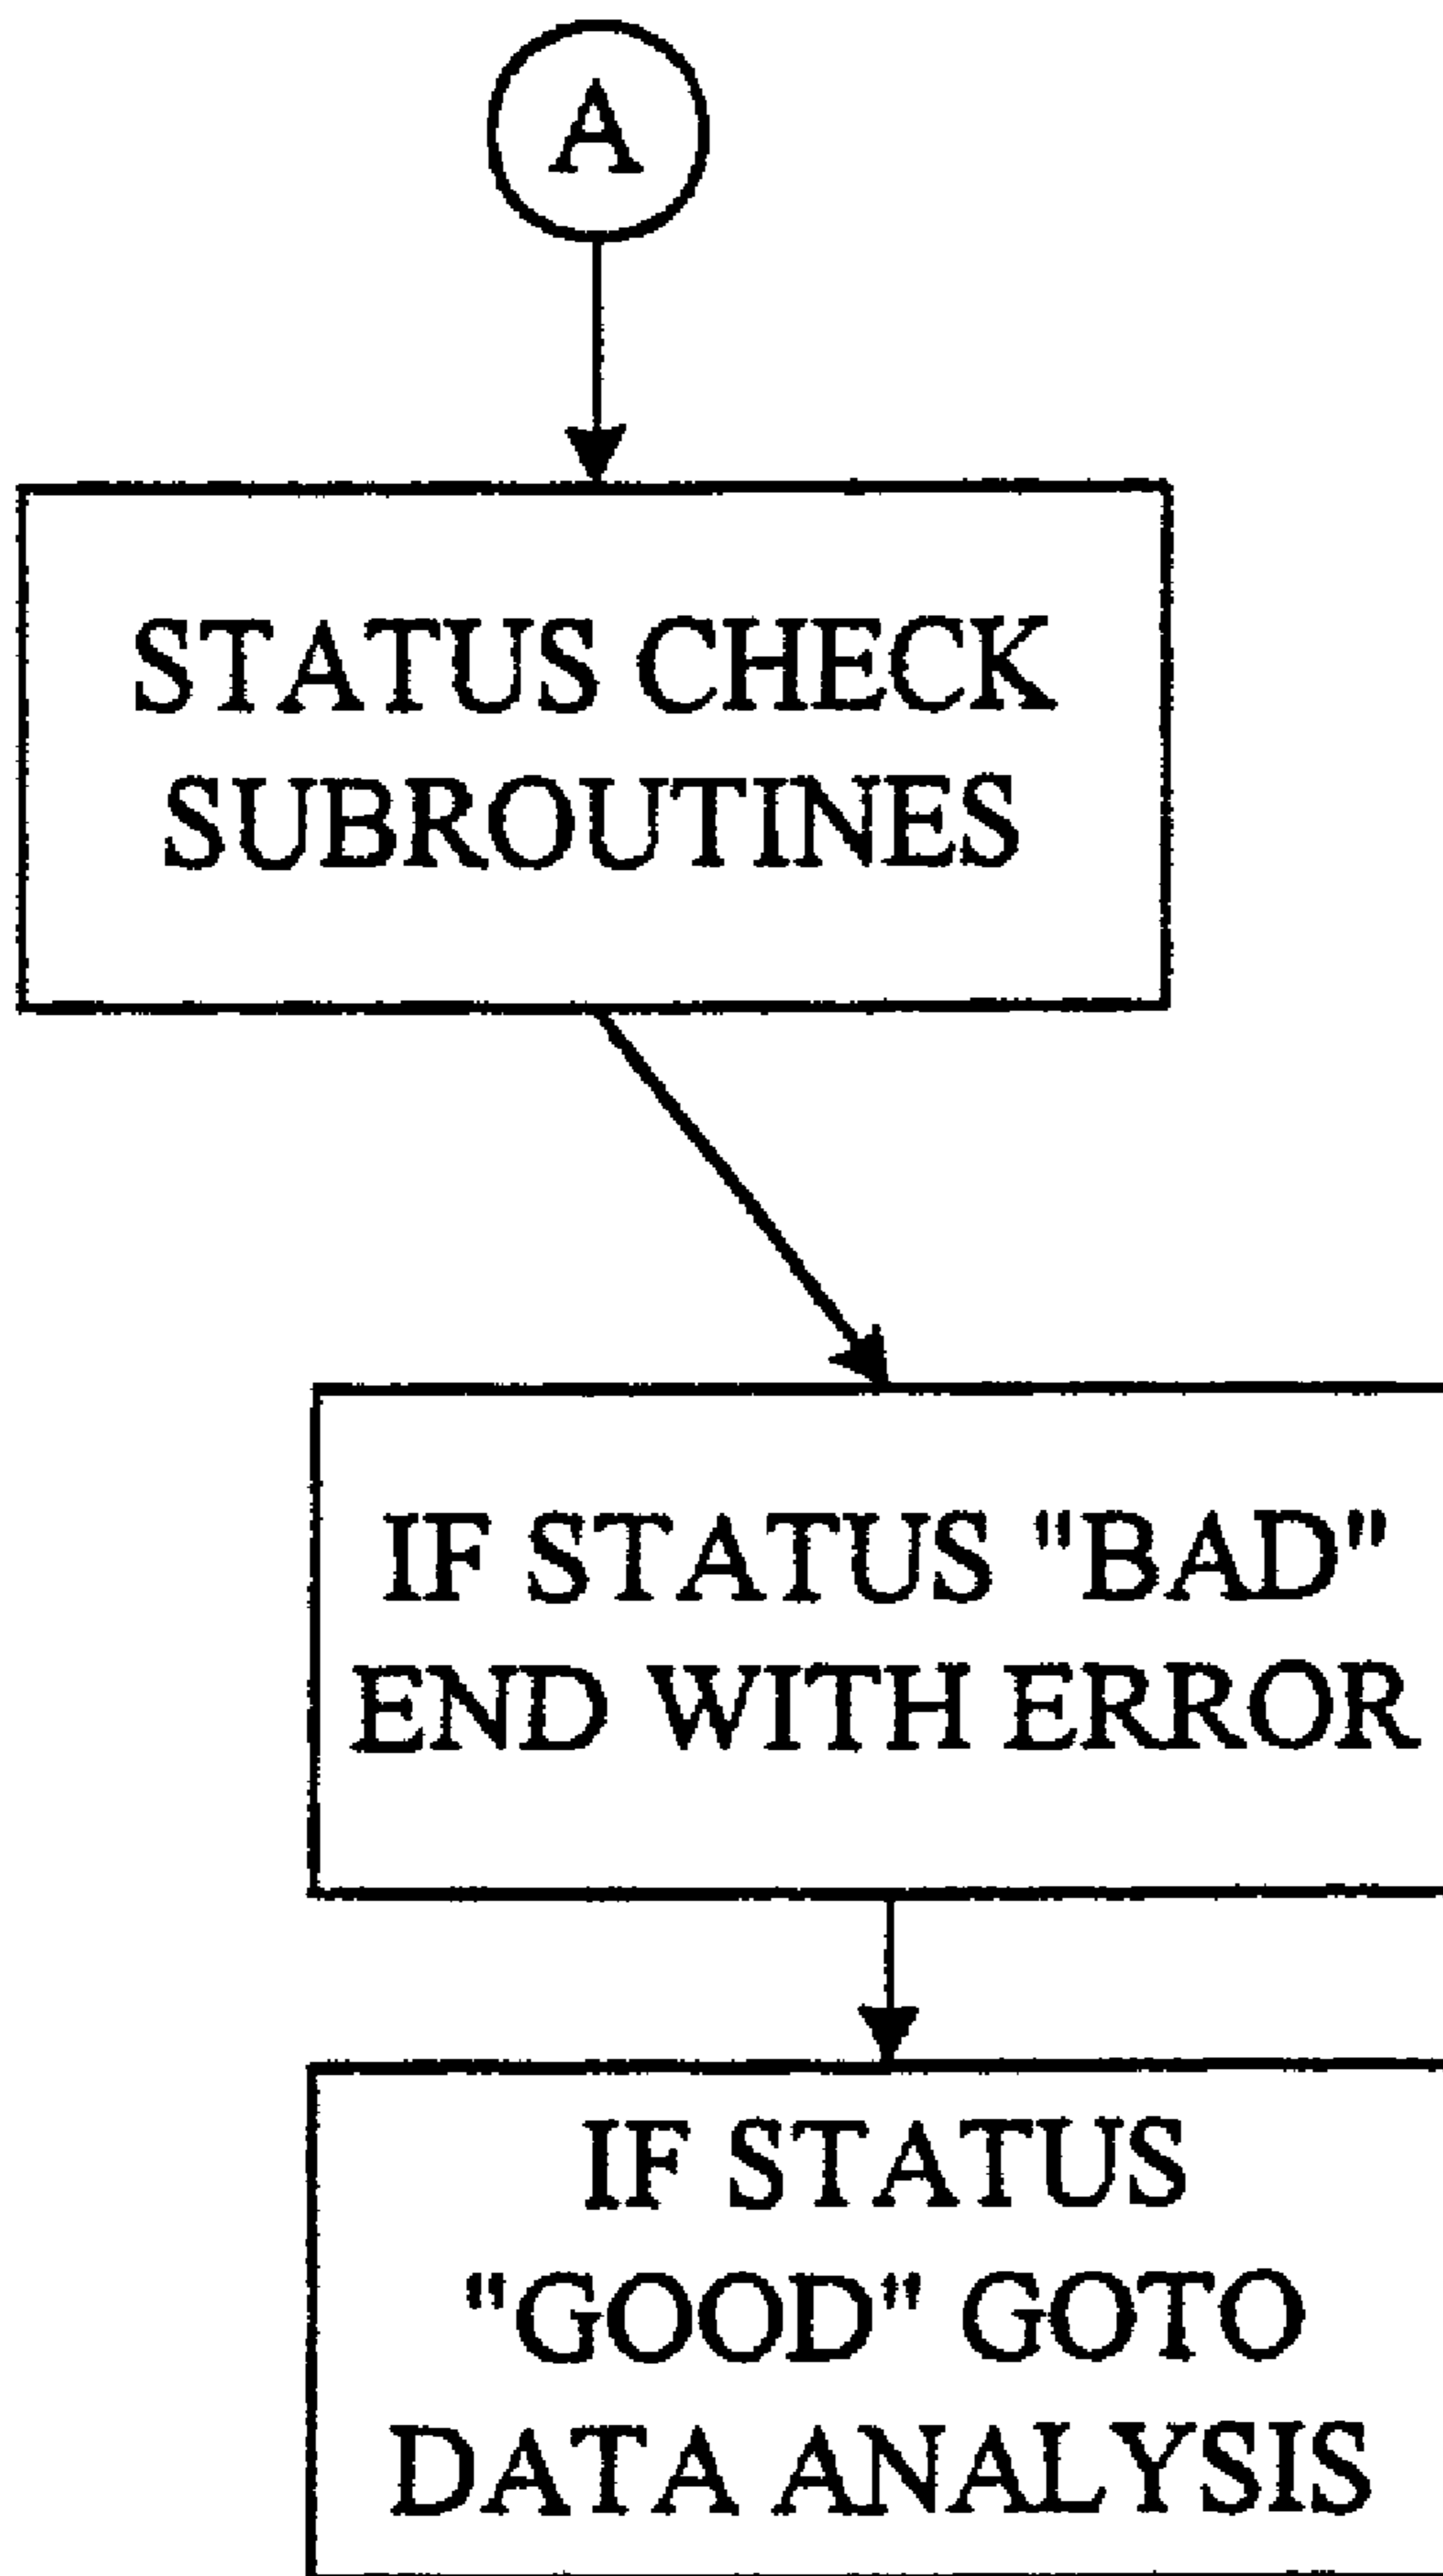 A
STATUS CHECK
SUBROUTINES
IF STATUS "BAD"
END WITH ERROR
IF STATUS
"GOOD" GOTO
DATA ANALYSIS